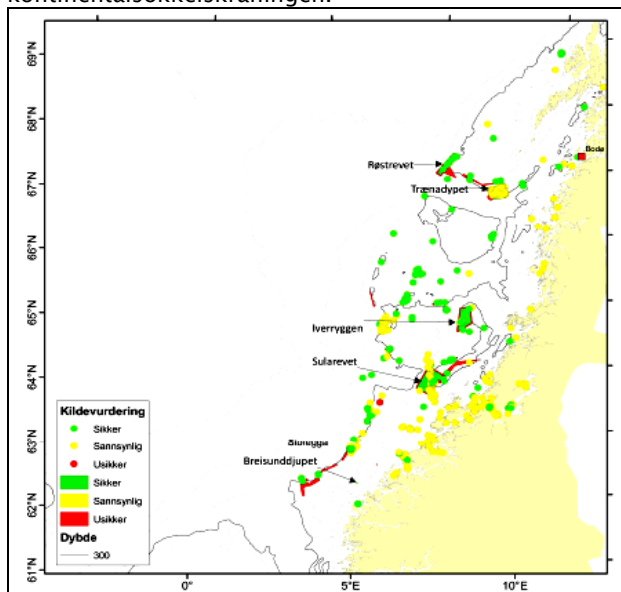 kontinentalsokkelskråningen.
69°N
68°N
67°N
66°N
65°N
64°N
63°N
62°N
61°N
Røstrevet
Bodø
Trænadypet
Iverryggen
Sularevet
Storegga
Breisunddjupet
Kildevurdering
Sikker
Sannsynlig
Usikker
Sikker
Sannsynlig
Usikker
Dybde
300
0°
5°E
10°E